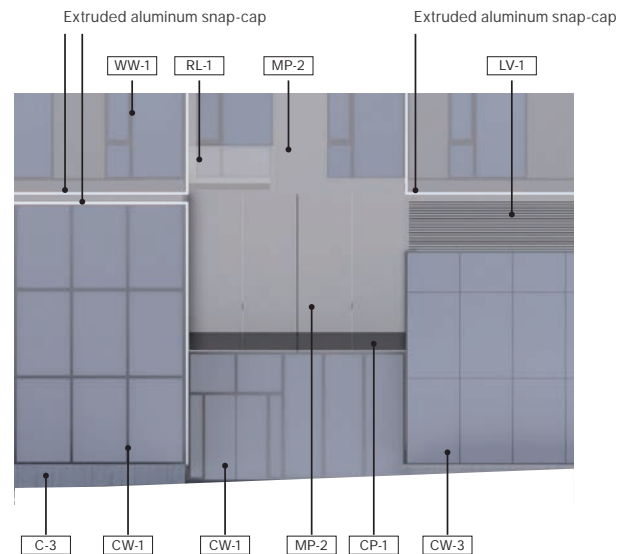 Extruded aluminum snap-cap Extruded aluminum snap-cap
WW-1 RL-1 MP-2 LV-1
C-3 CW-1 CW-1 MP-2 CP-1 CW-3